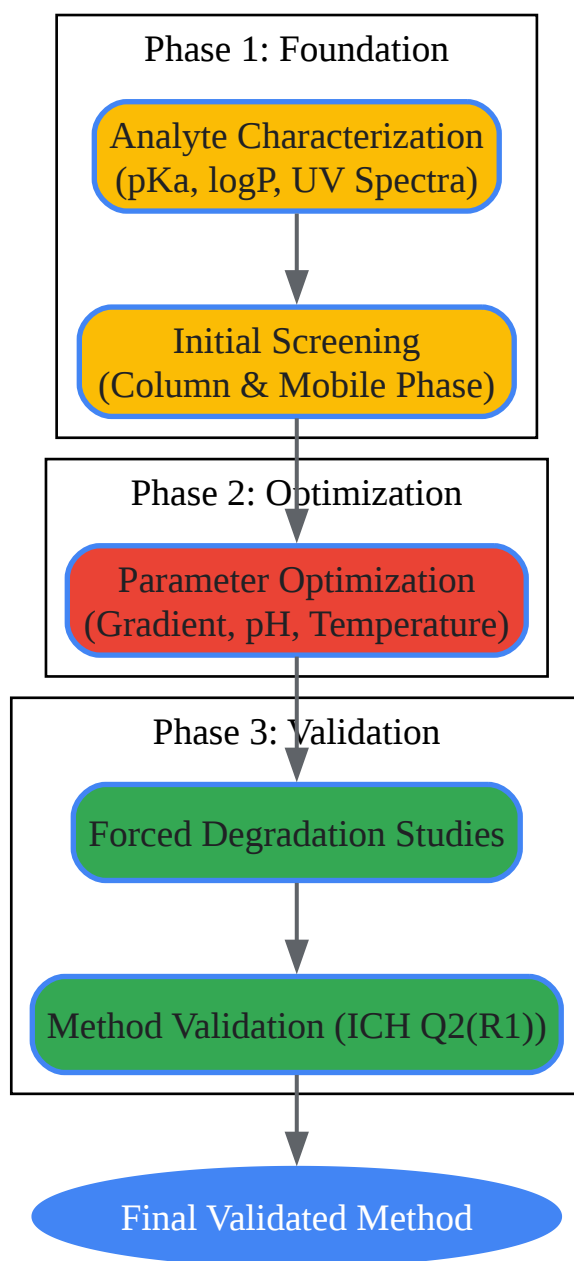 Phase 1: Foundation
Analyte Characterization
(pKa, logP, UV Spectra)
Initial Screening
(Column & Mobile Phase)
Phase 2: Optimization
Parameter Optimization
(Gradient, pH, Temperature)
Phase 3: Validation
Forced Degradation Studies
Method Validation (ICH Q2(R1))
Final Validated Method